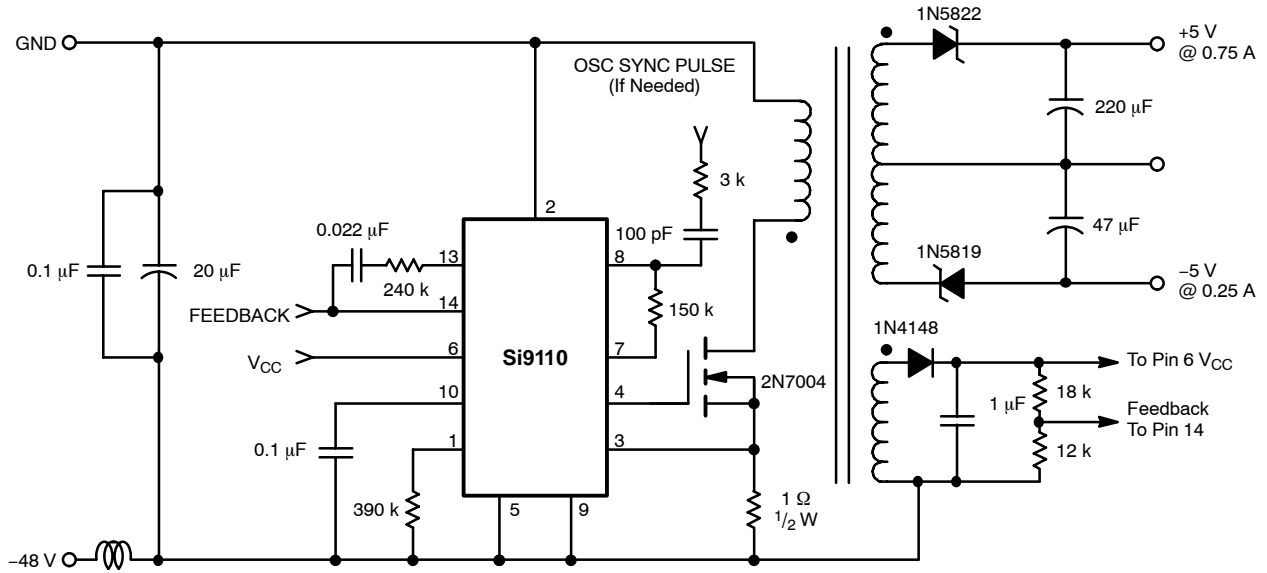 GND
OSC SYNC PULSE
(If Needed)
1N5822
+5 V
@ 0.75 A
220 μF
3 k
2
100 pF
0.022 μF
13
8
240 k
0.1 μF
20 μF
47 μF
1N5819
−5 V
@ 0.25 A
FEEDBACK
14
150 k
VCC
6
Si9110
7
1N4148
To Pin 6 VCC
10
4
2N7004
1 μF
18 k
Feedback
To Pin 14
0.1 μF
1
3
12 k
390 k
5
9
1 Ω
1/2 W
−48 V